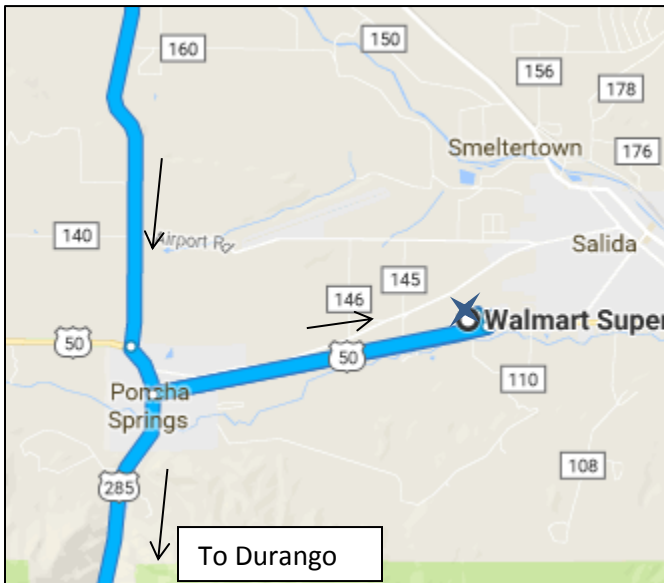 160
150
156
178
Smeltertown
176
140
Airport Rd
Salida
145
146
Walmart Super
50
50
Poncha
Springs
110
108
285
To Durango